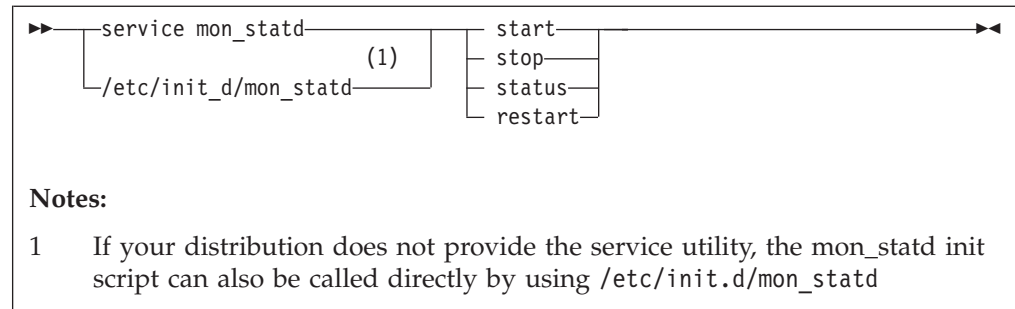 service mon_statd start
(1) stop
/etc/init_d/mon_statd status
restart
Notes:
1 If your distribution does not provide the service utility, the mon_statd init
script can also be called directly by using /etc/init.d/mon_statd